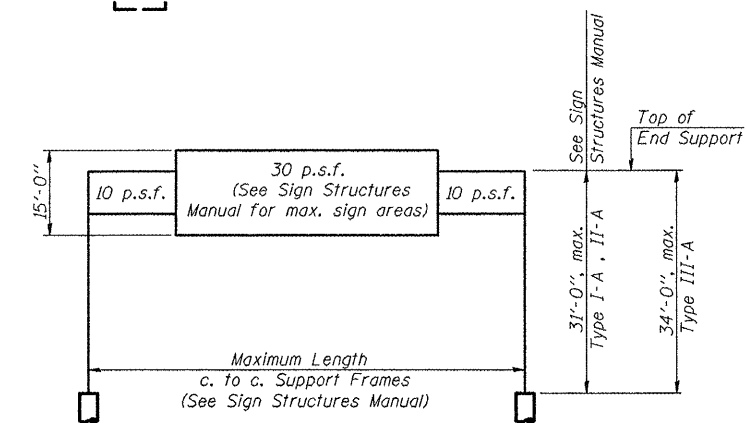 See Sign
Structures Manual
Top of
End Support
15'-0"
10 p.s.f.
30 p.s.f.
(See Sign Structures
Manual for max. sign areas)
10 p.s.f.
31'-0", max.
Type I-A , II-A
34'-0", max.
Type III-A
Maximum Length
c. to c. Support Frames
(See Sign Structures Manual)